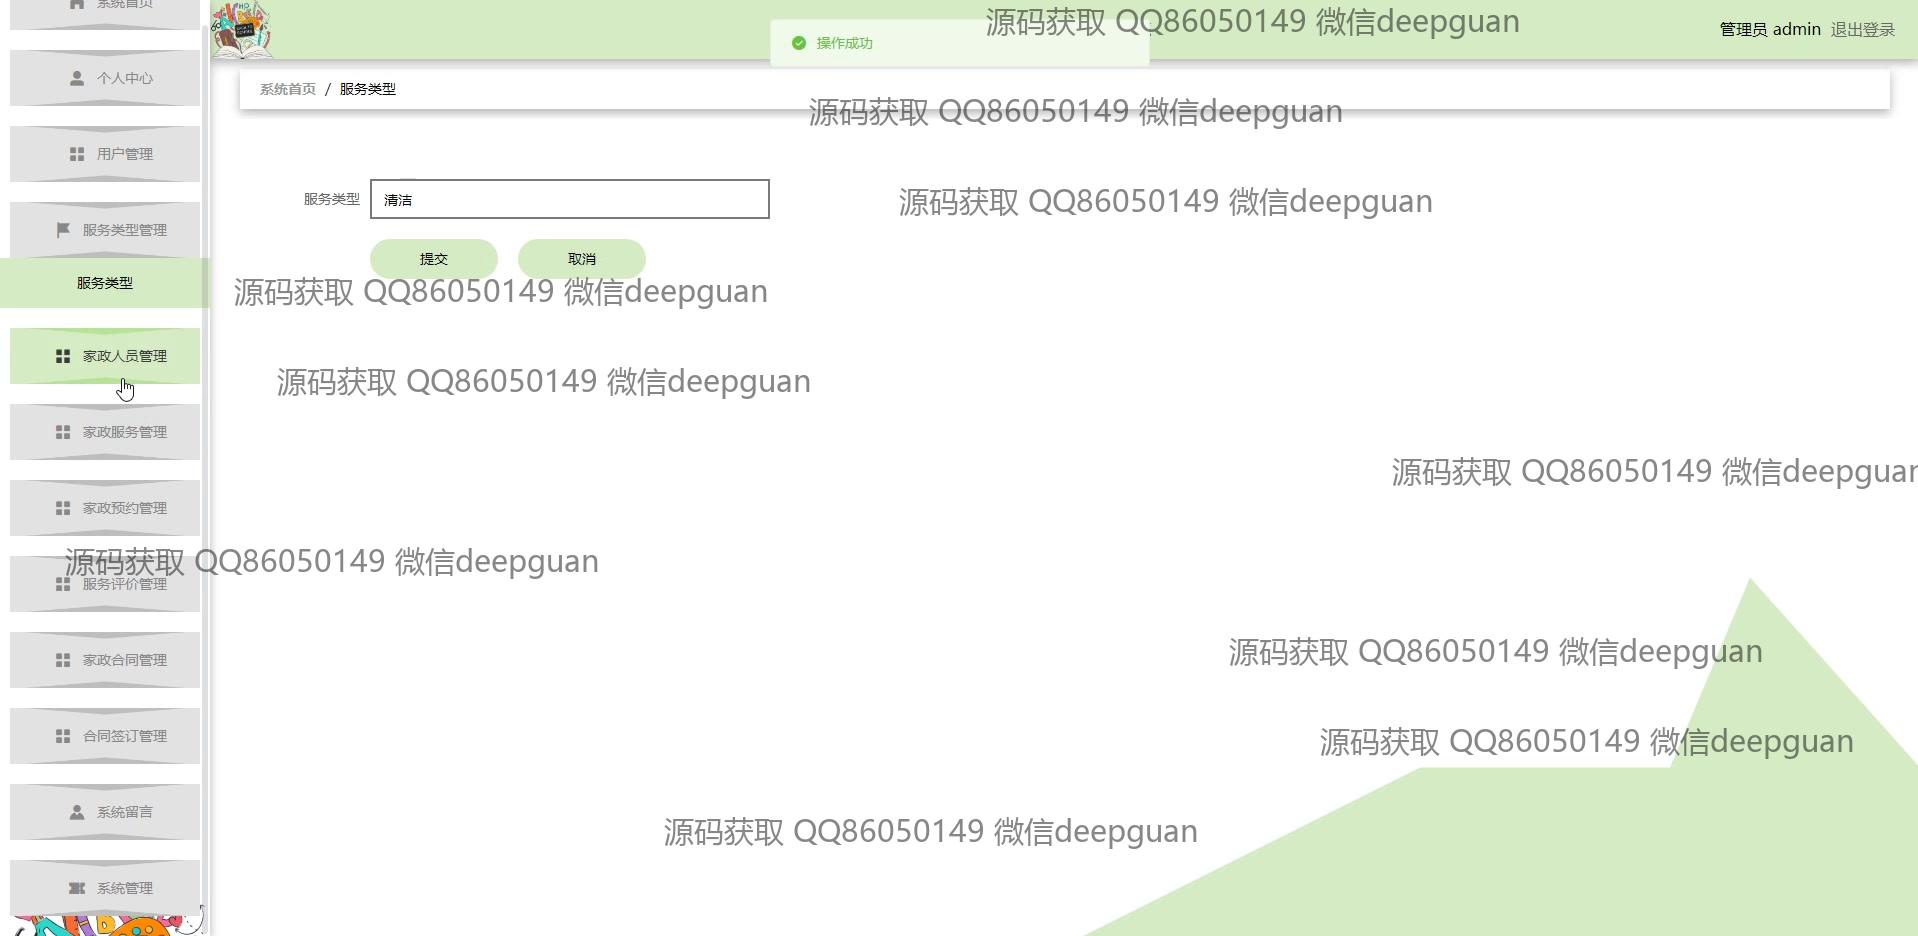 系统首页
源码获取 QQ86050149 微信deepguan
操作成功
管理员 admin 退出登录
个人中心
系统首页 / 服务类型
源码获取 QQ86050149 微信deepguan
用户管理
服务类型 清洁
源码获取 QQ86050149 微信deepguan
服务类型管理
提交 取消
服务类型
源码获取 QQ86050149 微信deepguan
家政人员管理
源码获取 QQ86050149 微信deepguan
家政服务管理
源码获取 QQ86050149 微信deepguan
家政预约管理
源码获取 QQ86050149 微信deepguan
服务评价管理
家政合同管理
源码获取 QQ86050149 微信deepguan
合同签订管理
源码获取 QQ86050149 微信deepguan
系统留言
源码获取 QQ86050149 微信deepguan
系统管理